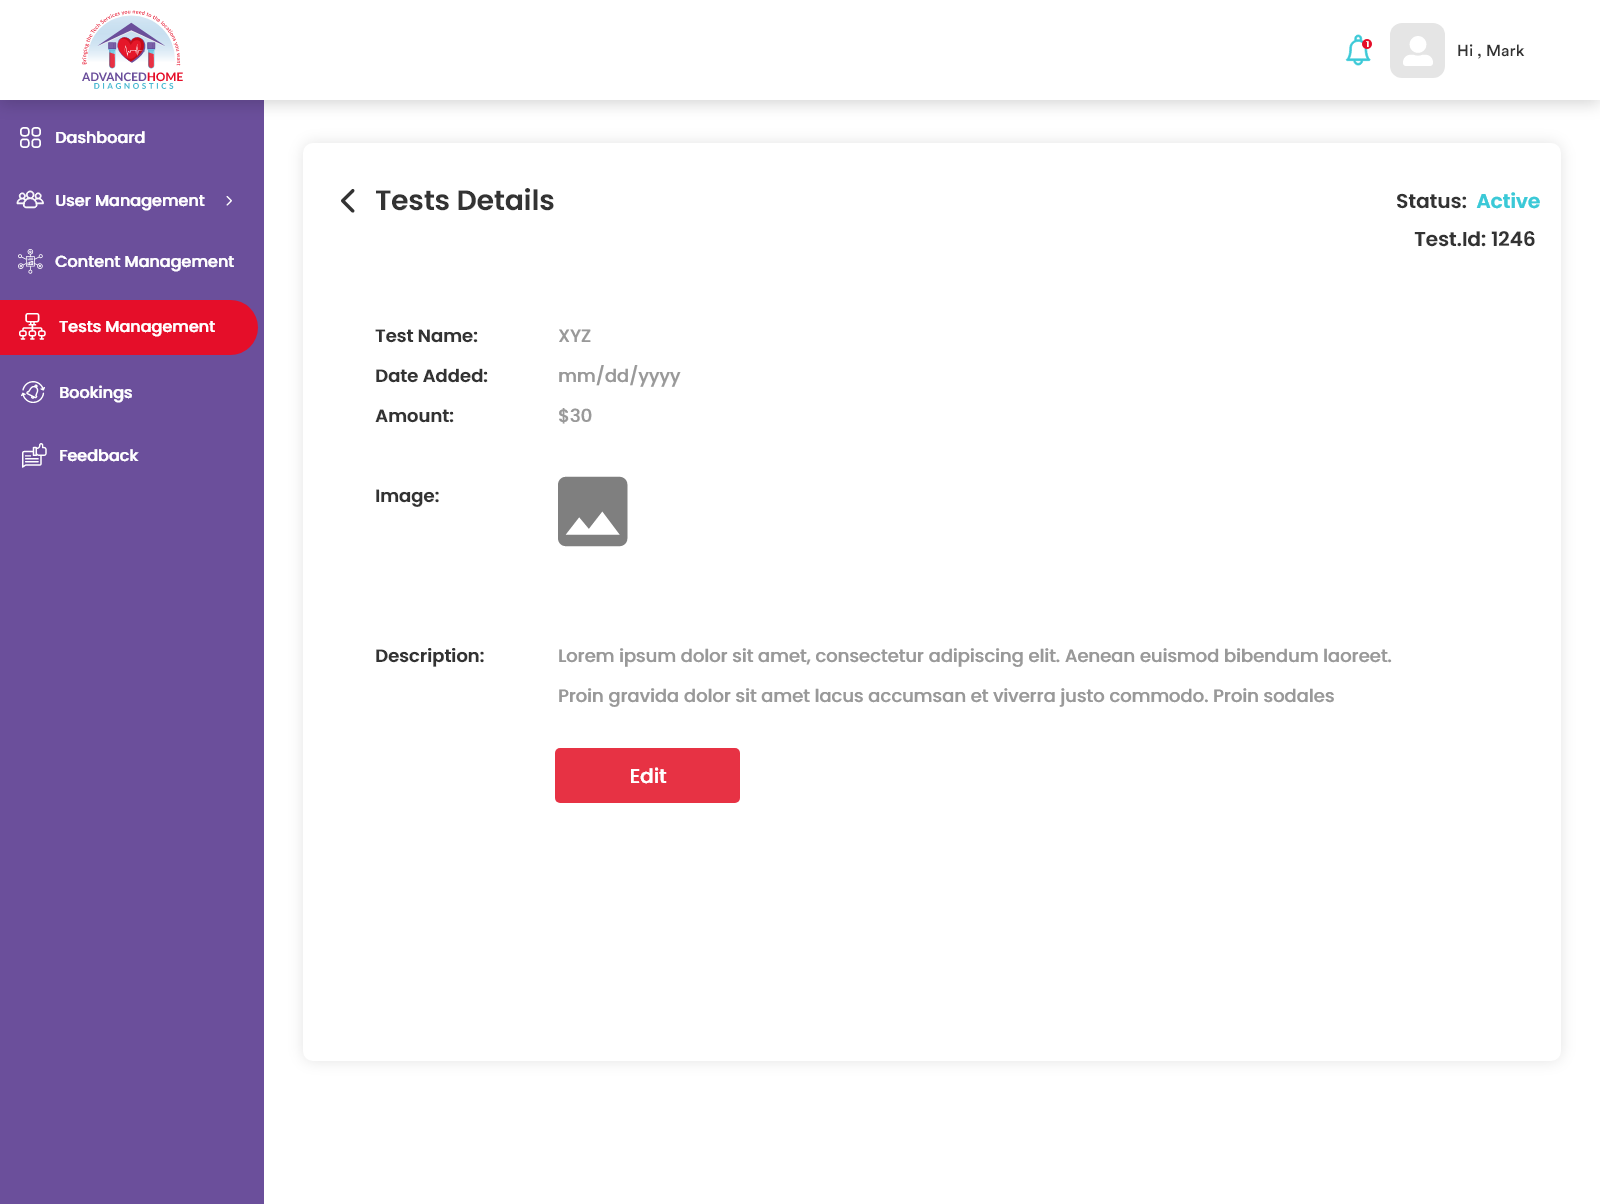 Bringing the Tech Services you need to the locations you want
ADVANCEDHOME
DIAGNOSTICS
1
Hi , Mark
Dashboard
User Management
Content Management
Tests Management
Bookings
Feedback
Tests Details
Status: Active
Test.Id: 1246
Test Name: XYZ
Date Added: mm/dd/yyyy
Amount: $30
Image:
Description: Lorem ipsum dolor sit amet, consectetur adipiscing elit. Aenean euismod bibendum laoreet.
Proin gravida dolor sit amet lacus accumsan et viverra justo commodo. Proin sodales
Edit